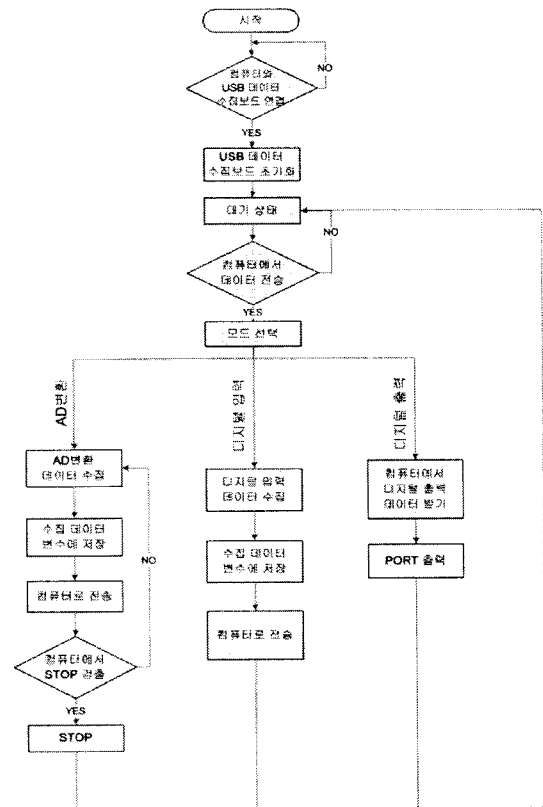 시작
컴퓨터와
USB 데이터
수집보드 연결
NO
YES
USB 데이터
수집보드 초기화
대기 상태
NO
컴퓨터에서
데이터 전송
YES
모드 선택
AD변환
디지털 입력
디지털 출력
AD변환
데이터 수집
수집 데이터
변수에 저장
컴퓨터로 전송
NO
컴퓨터에서
STOP 검출
YES
STOP
디지털 입력
데이터 수집
수집 데이터
변수에 저장
컴퓨터로 전송
컴퓨터에서
디지털 출력
데이터 받기
PORT 출력